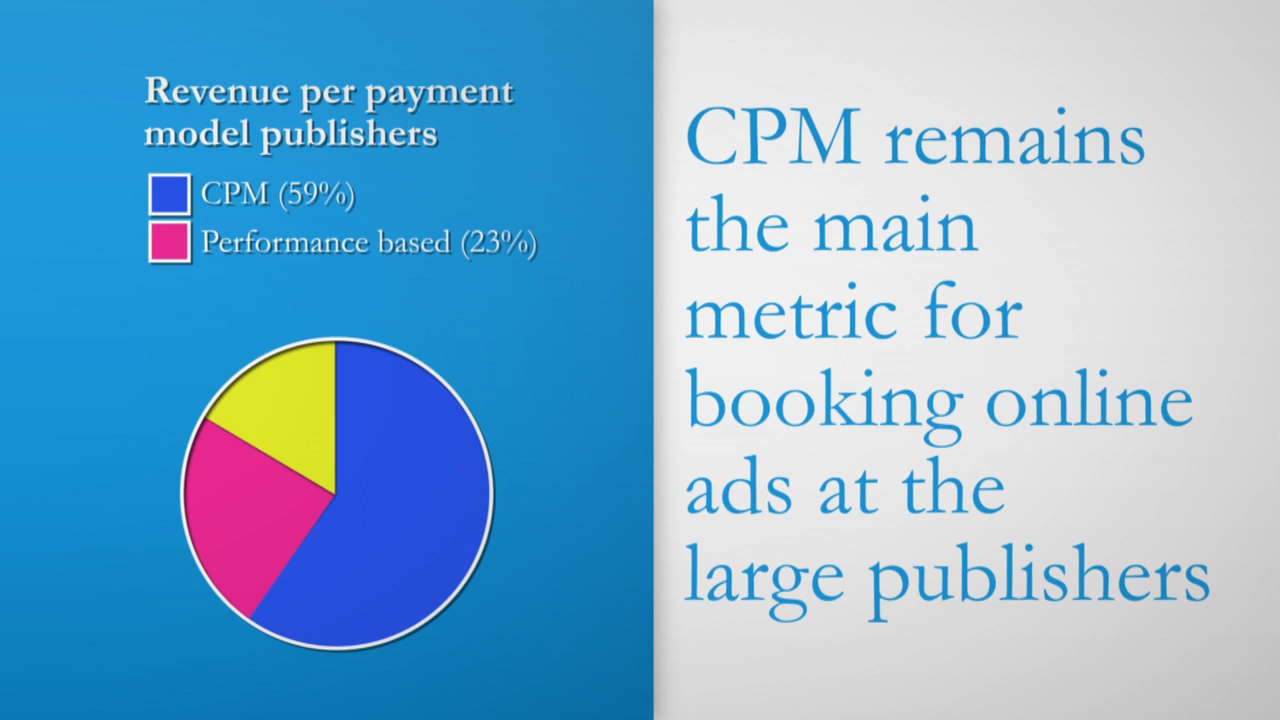 Revenue per payment
model publishers
CPM (59%)
Performance based (23%)
CPM remains
the main
metric for
booking online
ads at the
large publishers